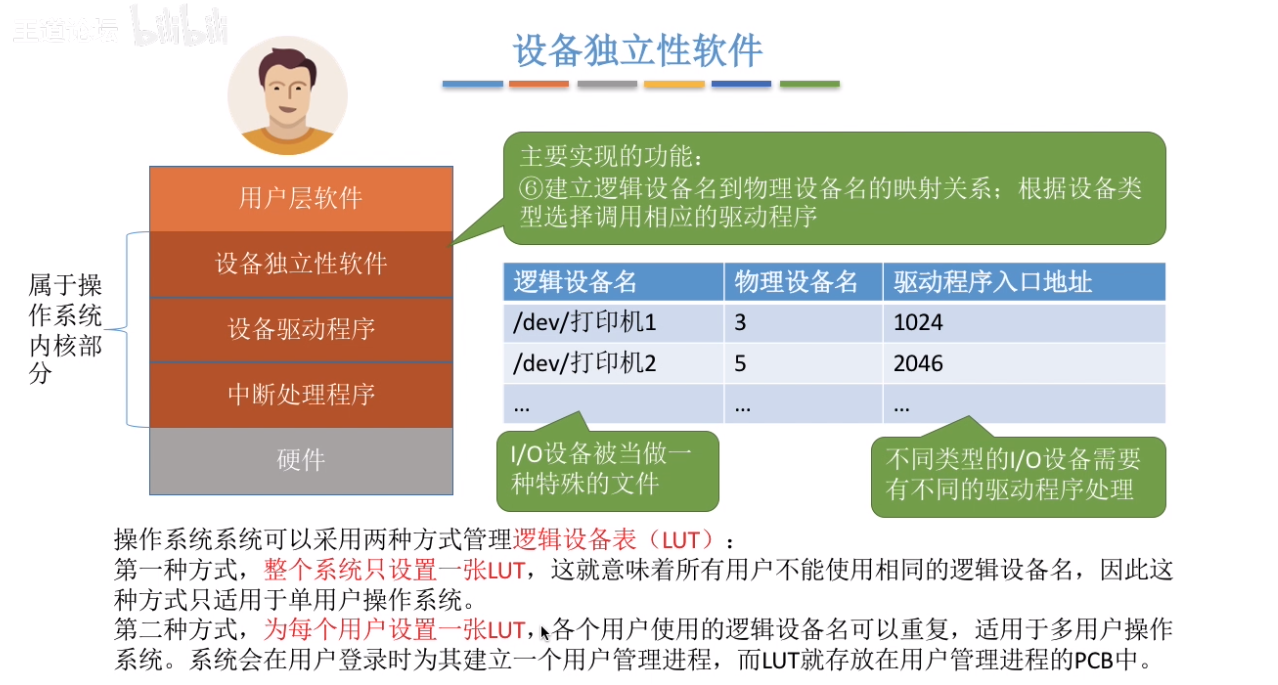 王道论坛 bilibili
设备独立性软件
主要实现的功能：
⑥建立逻辑设备名到物理设备名的映射关系；根据设备类
型选择调用相应的驱动程序
用户层软件
设备独立性软件
设备驱动程序
中断处理程序
硬件
属于操
作系统
内核部
分
逻辑设备名 物理设备名 驱动程序入口地址
/dev/打印机1 3 1024
/dev/打印机2 5 2046
... ... ...
I/O设备被当做一
种特殊的文件
不同类型的I/O设备需要
有不同的驱动程序处理
操作系统系统可以采用两种方式管理逻辑设备表（LUT）：
第一种方式，整个系统只设置一张LUT，这就意味着所有用户不能使用相同的逻辑设备名，因此这
种方式只适用于单用户操作系统。
第二种方式，为每个用户设置一张LUT，各个用户使用的逻辑设备名可以重复，适用于多用户操作
系统。系统会在用户登录时为其建立一个用户管理进程，而LUT就存放在用户管理进程的PCB中。